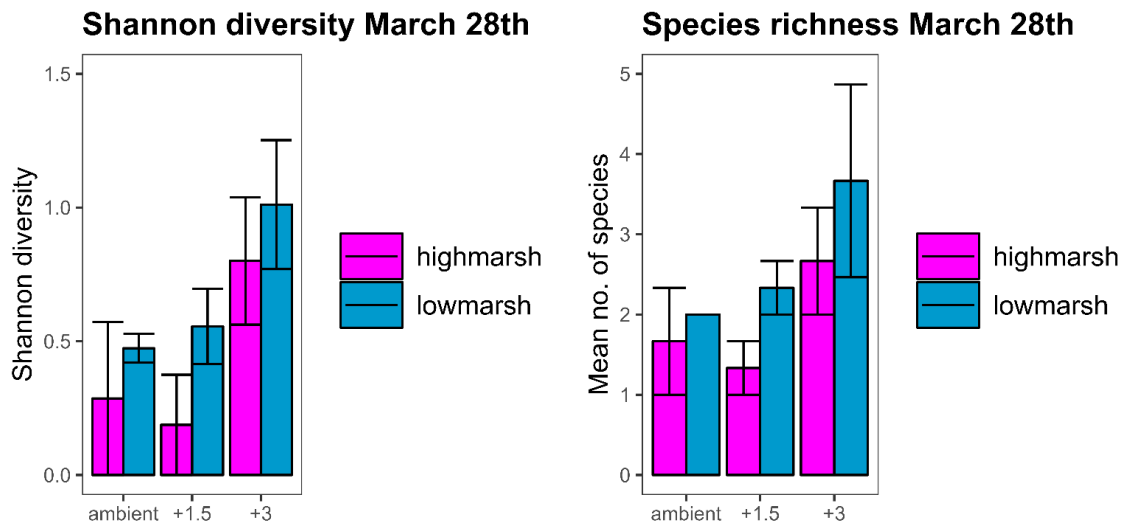 Shannon diversity March 28th
Shannon diversity
1.5
1.0
0.5
0.0
ambient +1.5 +3
highmarsh
lowmarsh
Species richness March 28th
Mean no. of species
5
4
3
2
1
0
ambient +1.5 +3
highmarsh
lowmarsh